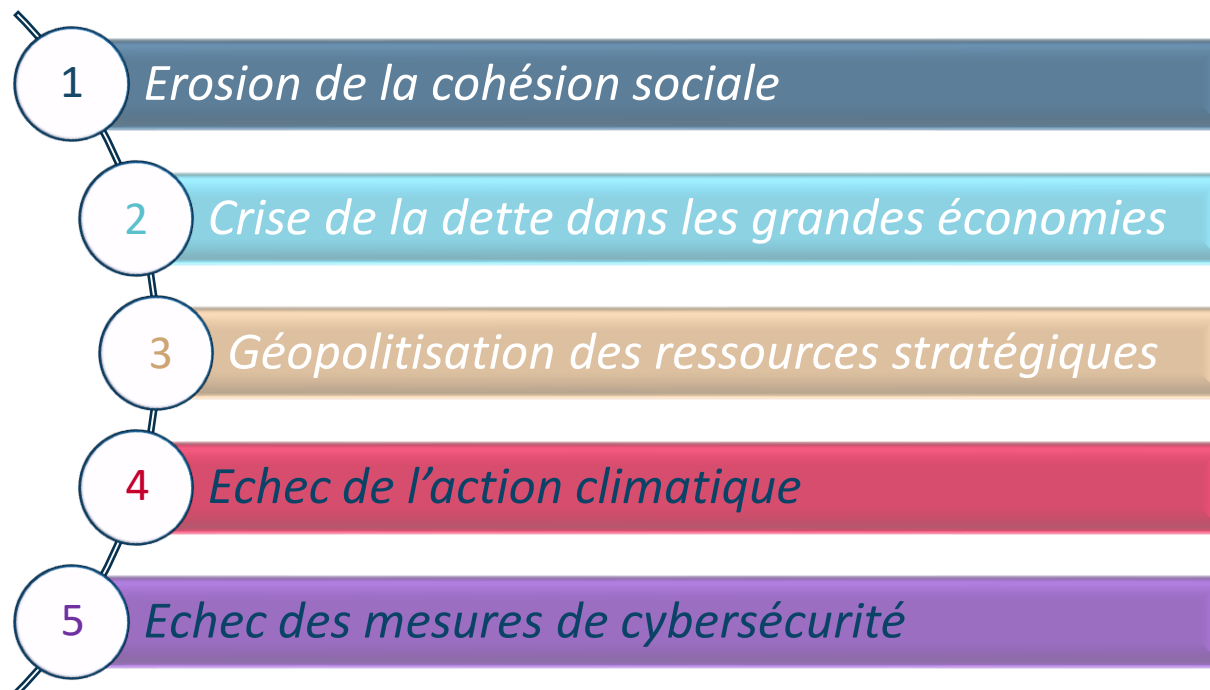 1 Erosion de la cohésion sociale
2 Crise de la dette dans les grandes économies
3 Géopolitisation des ressources stratégiques
4 Echec de l’action climatique
5 Echec des mesures de cybersécurité